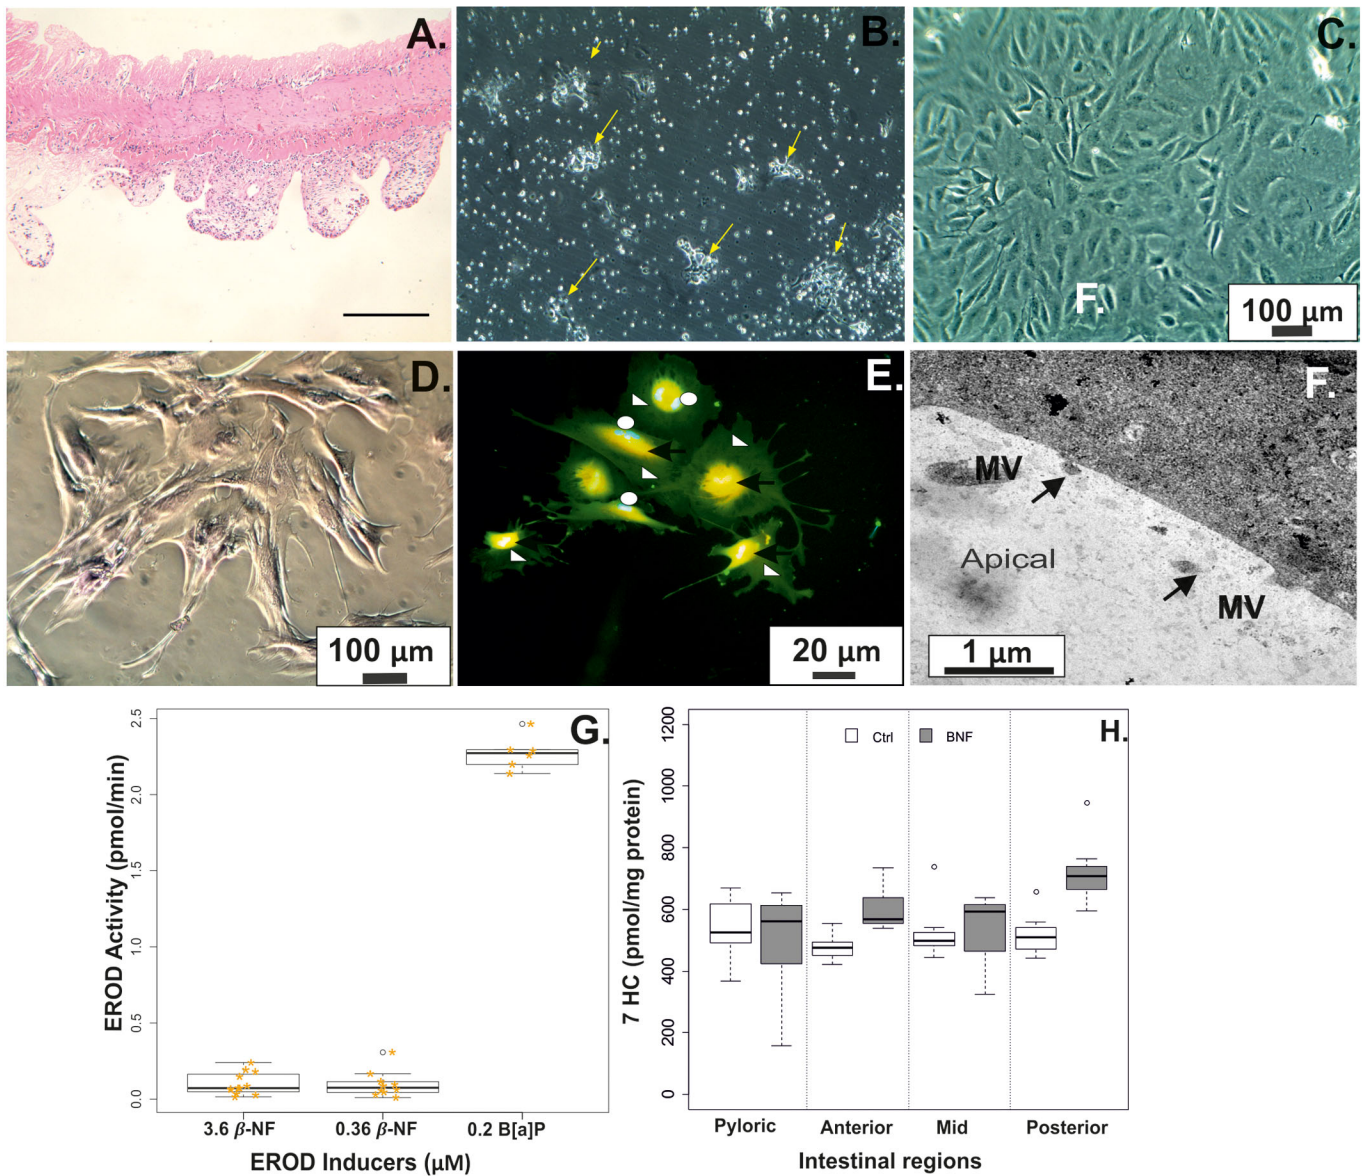 A.
B.
C.
F.
100 µm
D.
100 µm
E.
20 µm
F.
MV
MV
Apical
1 µm
G.
EROD Activity (pmol/min)
2.5
2.0
1.5
1.0
0.5
0.0
3.6 β-NF
0.36 β-NF
0.2 B[a]P
EROD Inducers (µM)
H.
Ctrl
BNF
7 HC (pmol/mg protein)
1200
1000
800
600
400
200
0
Pyloric
Anterior
Mid
Posterior
Intestinal regions